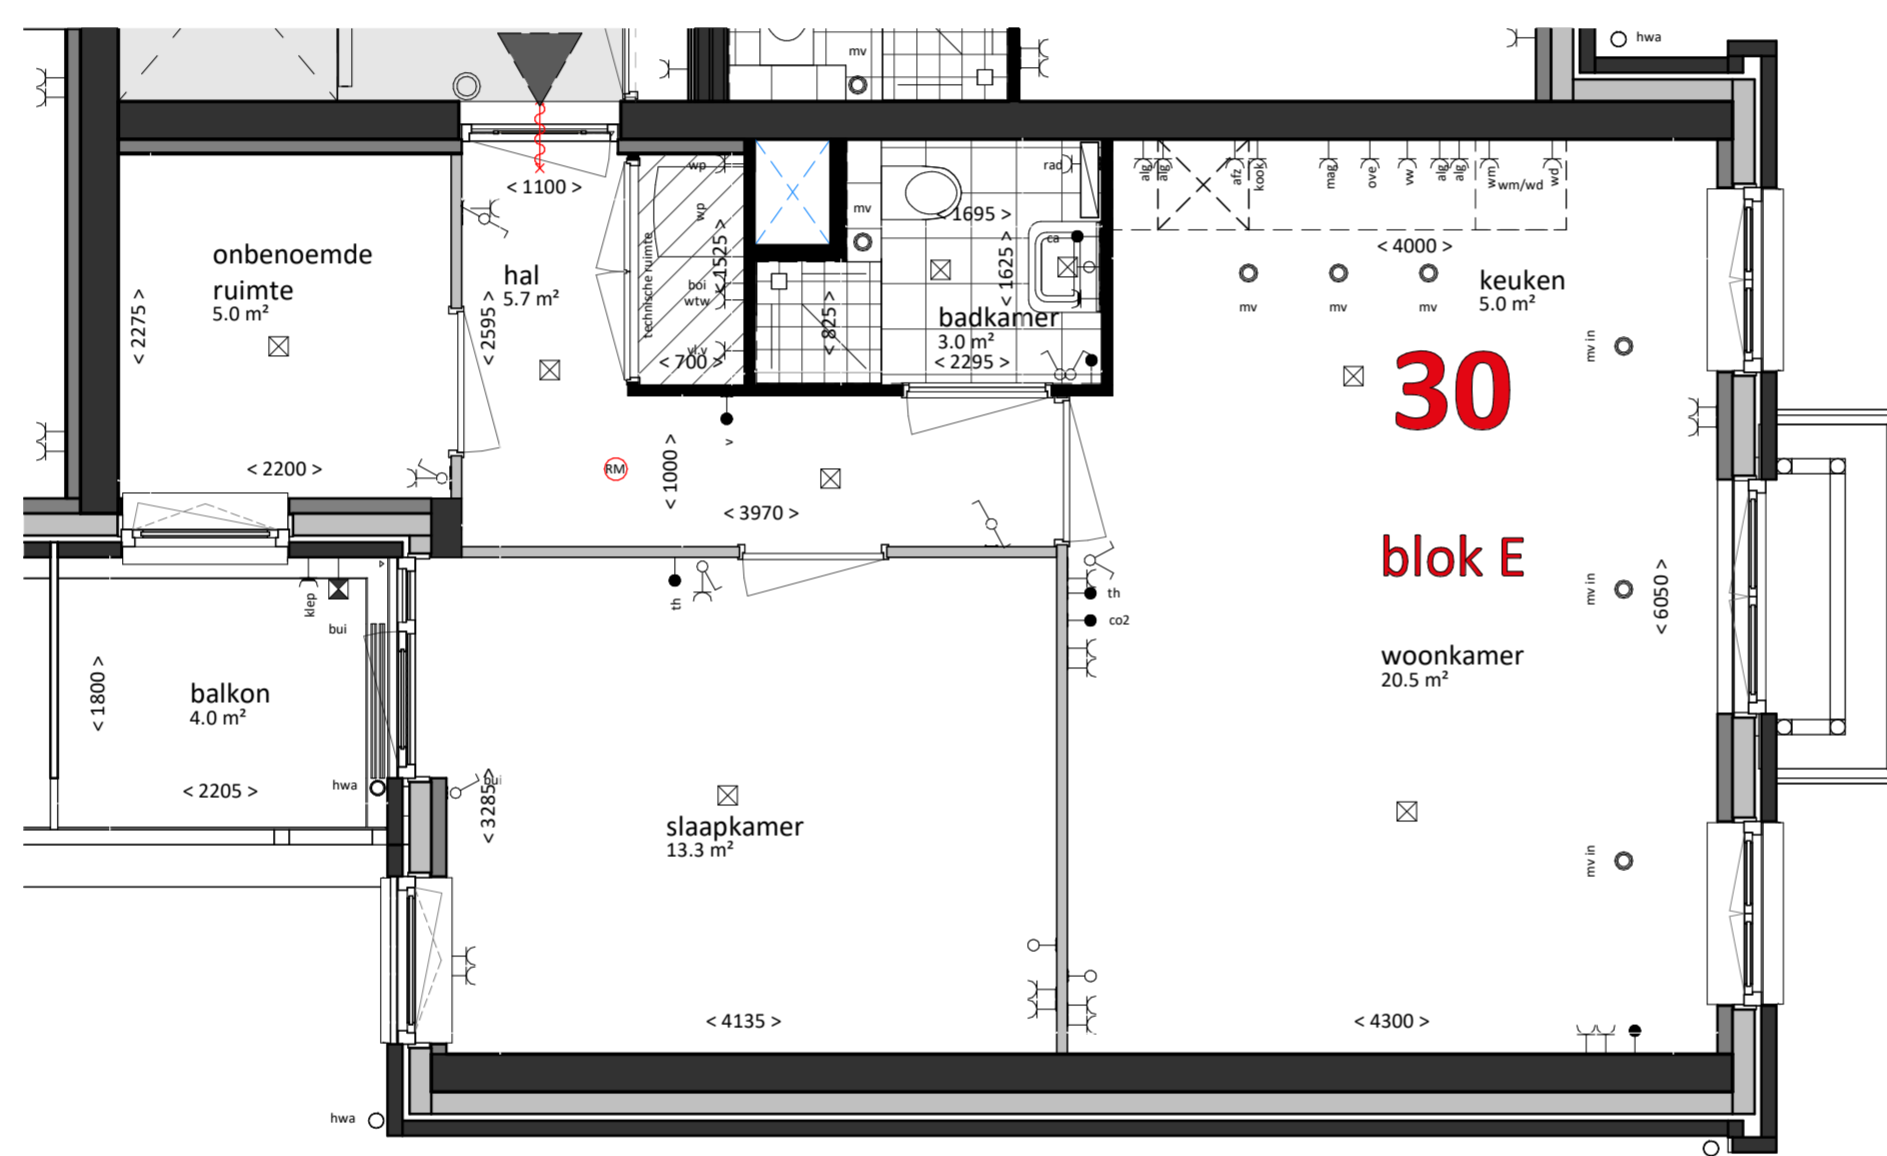 hwa
mv
< 1100 >
wp
wp
technische ruimte
boi
wtw
vl.v
< 1525 >
< 700 >
mv
rad
< 1695 >
ca
< 1625 >
< 825 >
badkamer
3.0 m²
< 2295 >
alg
alg
afz
kook
mag
ove
vw
alg
alg
wm
wm/wd
wd
< 4000 >
keuken
5.0 m²
mv
mv
mv
mv in
onbenoemde
ruimte
5.0 m²
< 2275 >
< 2200 >
hal
5.7 m²
< 2595 >
30
v
RM
< 1000 >
< 3970 >
blok E
th
th
co2
mv in
< 6050 >
klep
bui
balkon
4.0 m²
< 1800 >
< 2205 >
hwa
bui
< 3285 >
woonkamer
20.5 m²
slaapkamer
13.3 m²
mv in
< 4135 >
< 4300 >
hwa